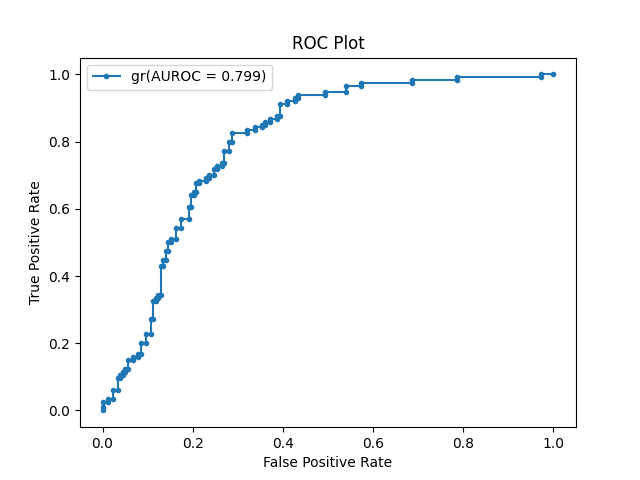 ROC Plot
gr(AUROC = 0.799)
True Positive Rate
1.0
0.8
0.6
0.4
0.2
0.0
0.0 0.2 0.4 0.6 0.8 1.0
False Positive Rate